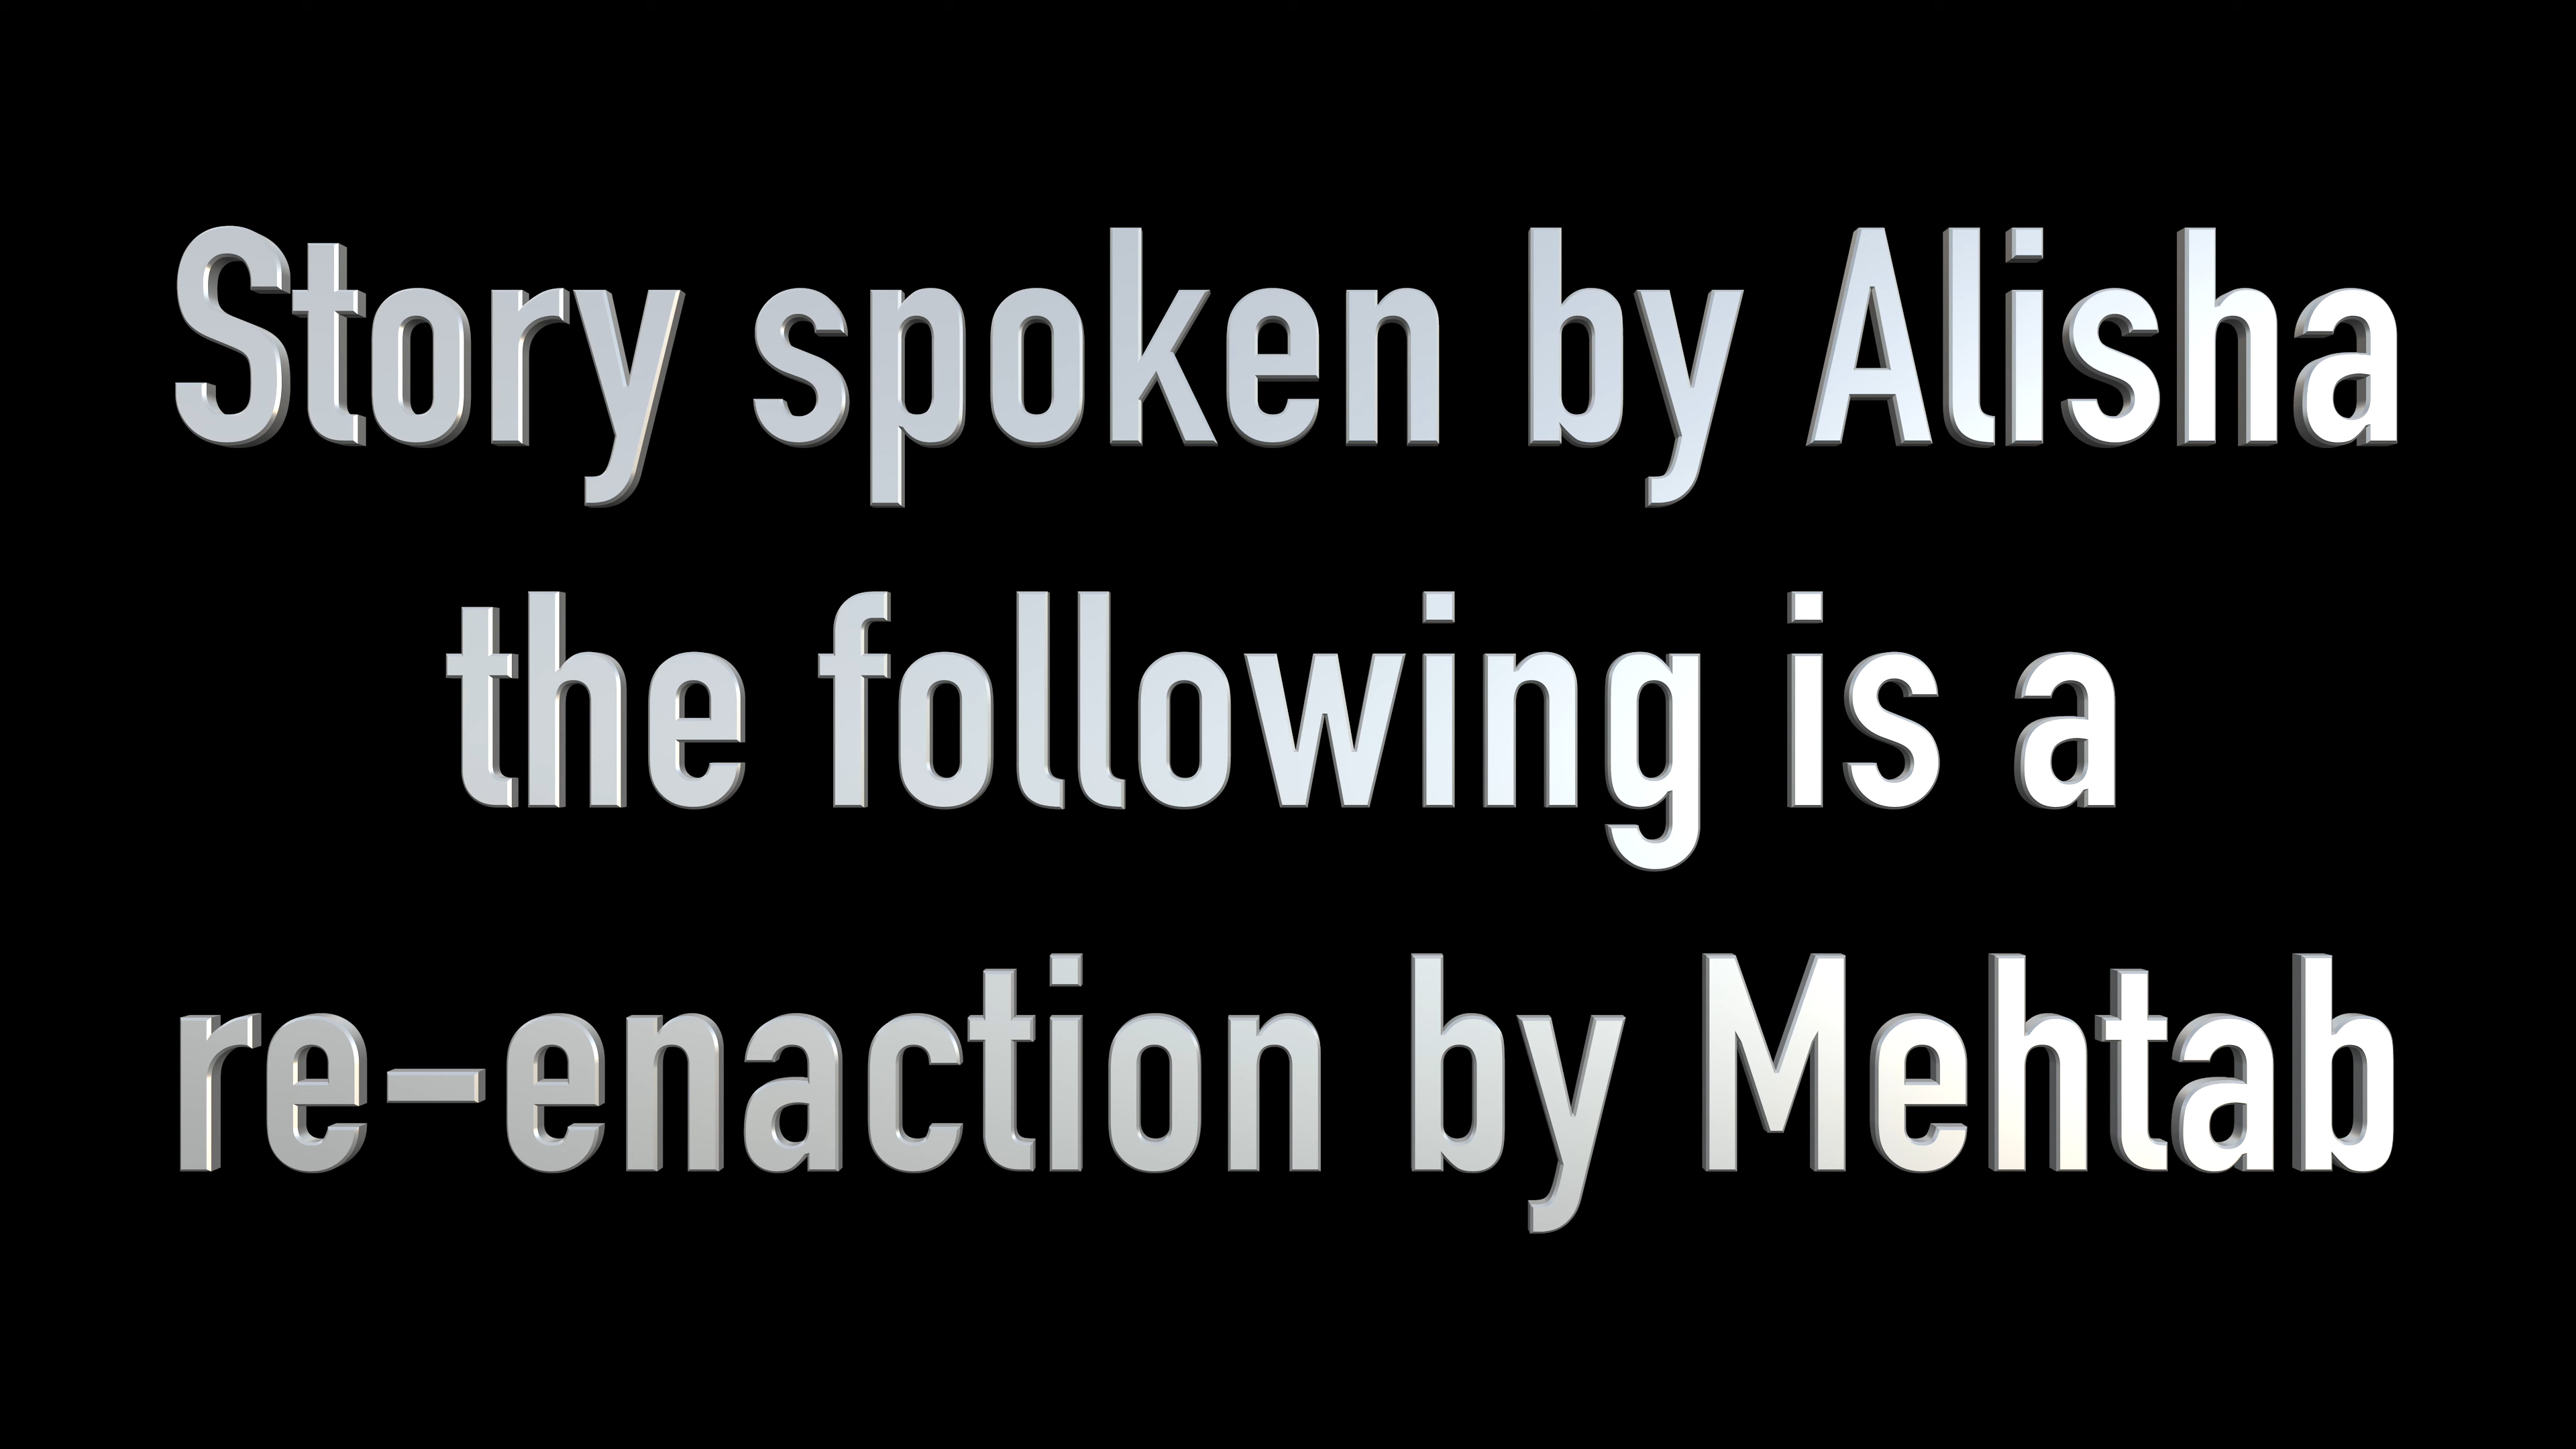 Story spoken by Alisha
the following is a
re-enaction by Mehtab